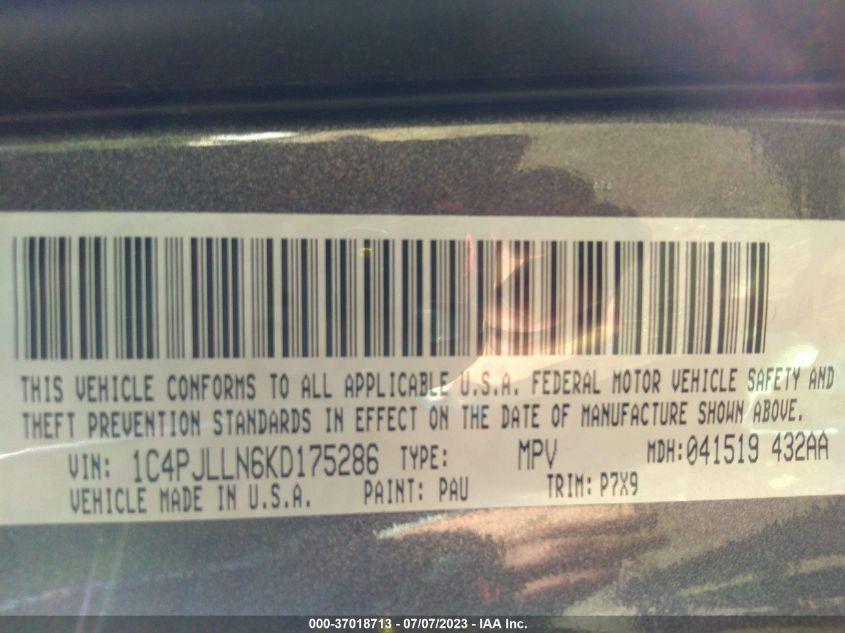 THIS VEHICLE CONFORMS TO ALL APPLICABLE U.S.A. FEDERAL MOTOR VEHICLE SAFETY AND
THEFT PREVENTION STANDARDS IN EFFECT ON THE DATE OF MANUFACTURE SHOWN ABOVE.
VIN: 1C4PJLLN6KD175286 TYPE: MPV MDH:041519 432AA
VEHICLE MADE IN U.S.A. PAINT: PAU TRIM: P7X9
000-37018713 - 07/07/2023 - IAA Inc.